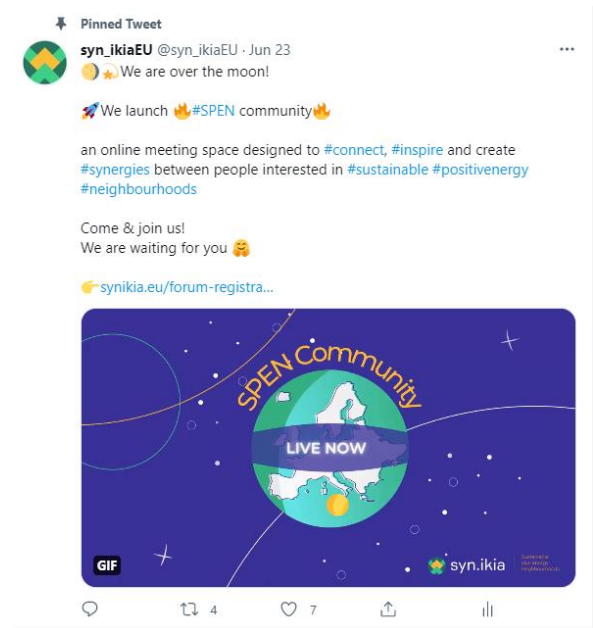 Pinned Tweet
syn_ikiaEU @syn_ikiaEU · Jun 23
🌖💫We are over the moon!
🚀We launch 🔥#SPEN community🔥
an online meeting space designed to #connect, #inspire and create
#synergies between people interested in #sustainable #positivenergy
#neighbourhoods
Come & join us!
We are waiting for you 🤗
👉synikia.eu/forum-registra...
SPEN Community
LIVE NOW
GIF
syn.ikia
4
7